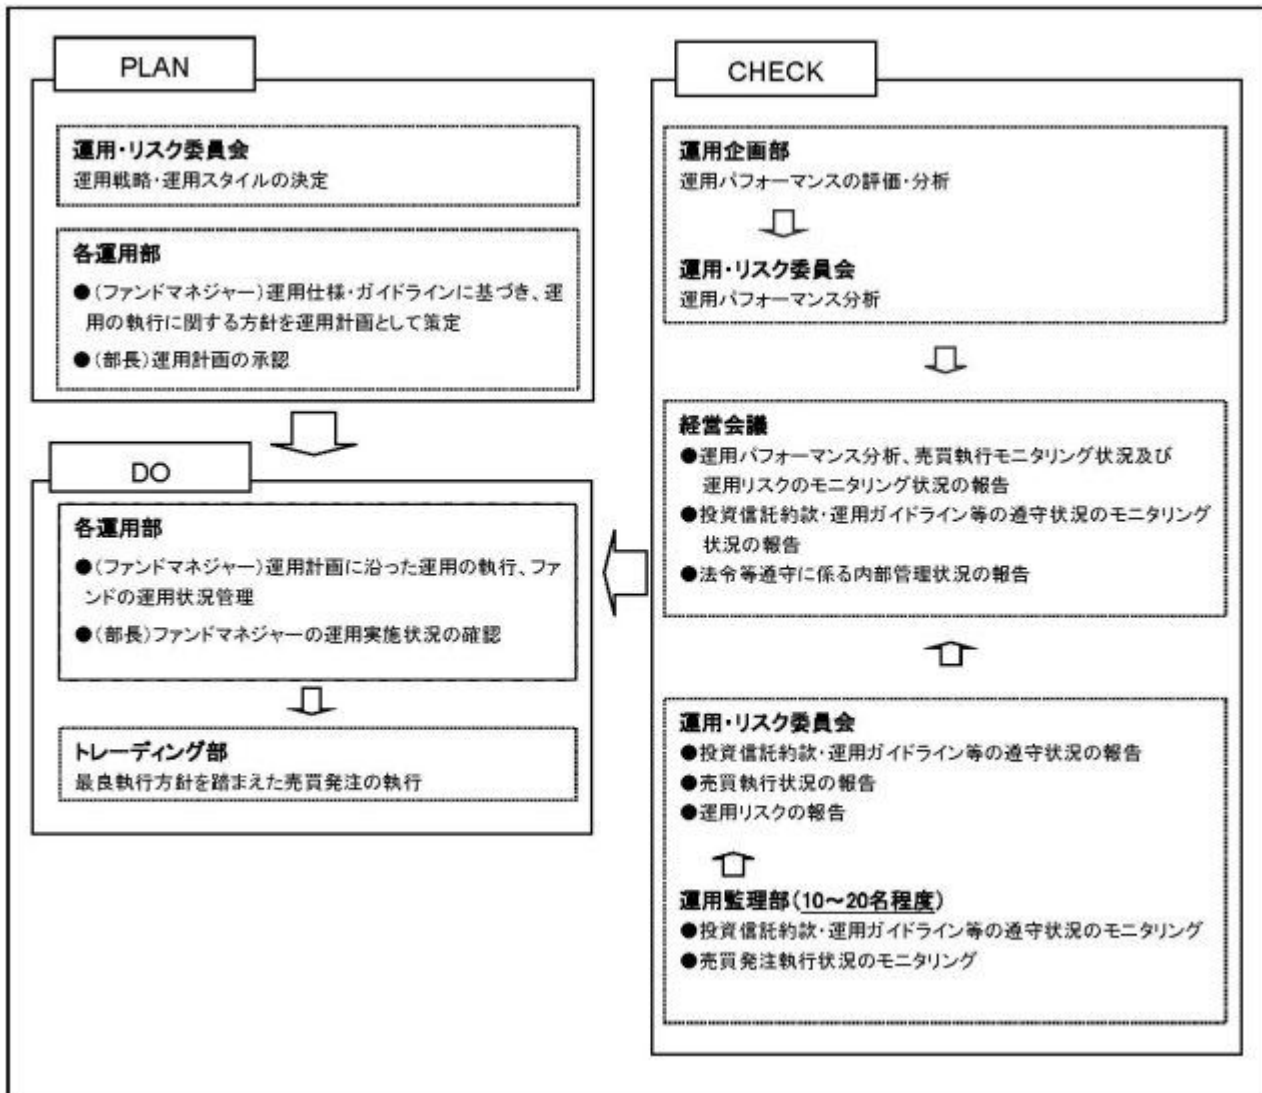 PLAN
運用・リスク委員会
運用戦略・運用スタイルの決定
各運用部
●(ファンドマネジャー)運用仕様・ガイドラインに基づき、運
用の執行に関する方針を運用計画として策定
●(部長)運用計画の承認
DO
各運用部
●(ファンドマネジャー)運用計画に沿った運用の執行、ファ
ンドの運用状況管理
●(部長)ファンドマネジャーの運用実施状況の確認
トレーディング部
最良執行方針を踏まえた売買発注の執行
CHECK
運用企画部
運用パフォーマンスの評価・分析
運用・リスク委員会
運用パフォーマンス分析
経営会議
●運用パフォーマンス分析、売買執行モニタリング状況及び
運用リスクのモニタリング状況の報告
●投資信託約款・運用ガイドライン等の遵守状況のモニタリング
状況の報告
●法令等遵守に係る内部管理状況の報告
運用・リスク委員会
●投資信託約款・運用ガイドライン等の遵守状況の報告
●売買執行状況の報告
●運用リスクの報告
運用監理部(10～20名程度)
●投資信託約款・運用ガイドライン等の遵守状況のモニタリング
●売買発注執行状況のモニタリング